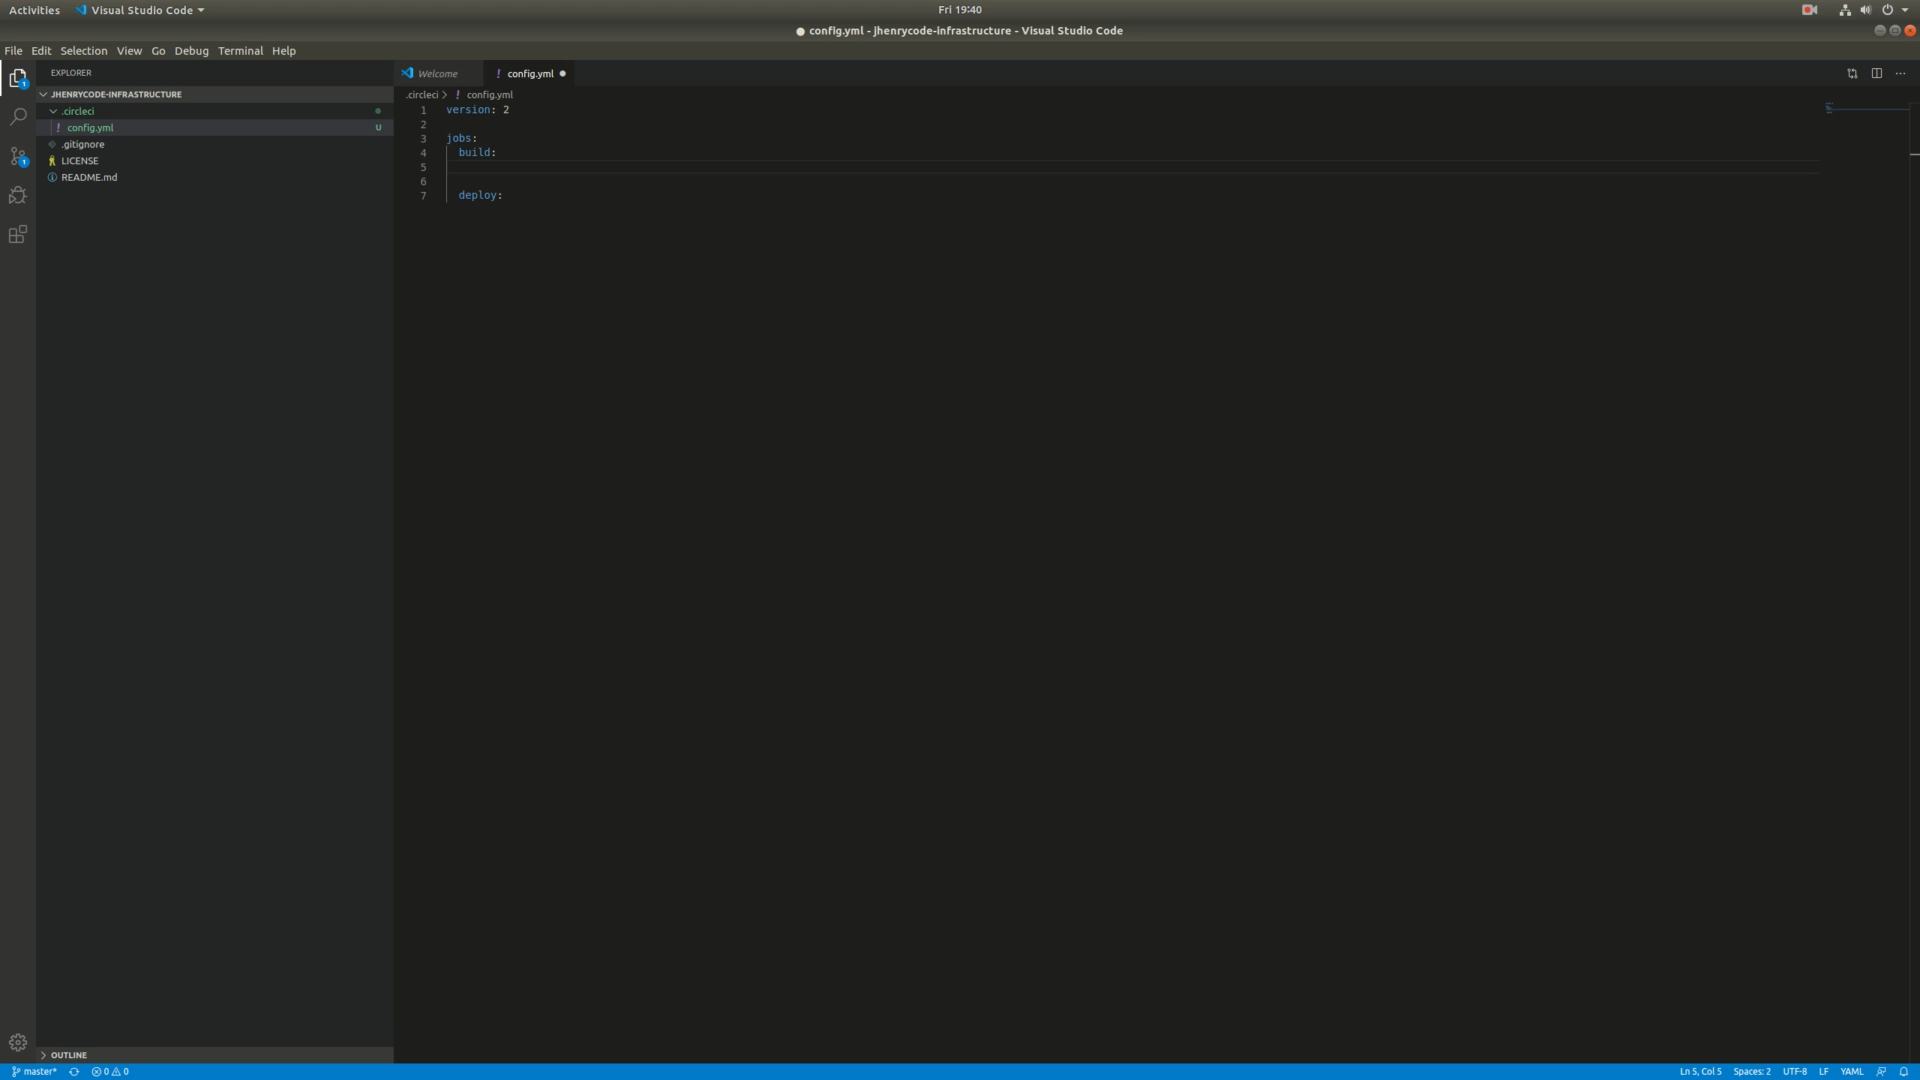 Activities Visual Studio Code Fri 19:40
config.yml - jhenrycode-infrastructure - Visual Studio Code
File Edit Selection View Go Debug Terminal Help
EXPLORER
JHENRYCODE-INFRASTRUCTURE
.circleci
! config.yml U
.gitignore
LICENSE
README.md
OUTLINE
1
1
Welcome ! config.yml
.circleci > ! config.yml
1 version: 2
2
3 jobs:
4 build:
5
6
7 deploy:
master* 0 0 Ln 5, Col 5 Spaces: 2 UTF-8 LF YAML